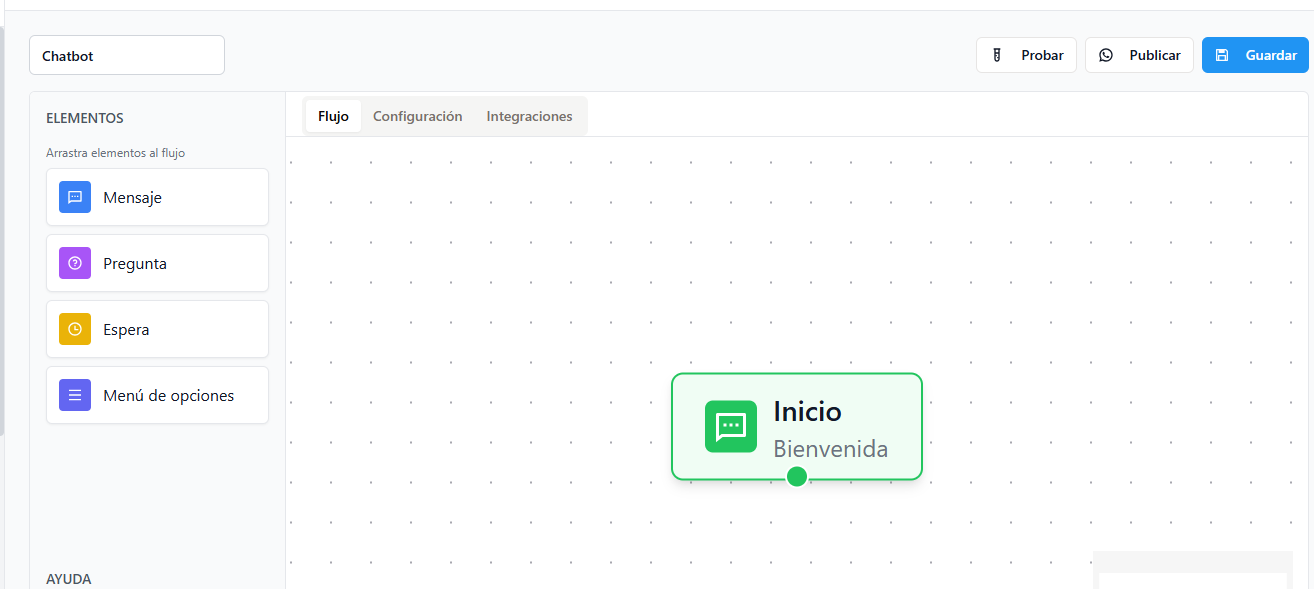 Chatbot
Probar
Publicar
Guardar
ELEMENTOS
Arrastra elementos al flujo
Mensaje
Pregunta
Espera
Menú de opciones
AYUDA
Flujo
Configuración
Integraciones
Inicio
Bienvenida